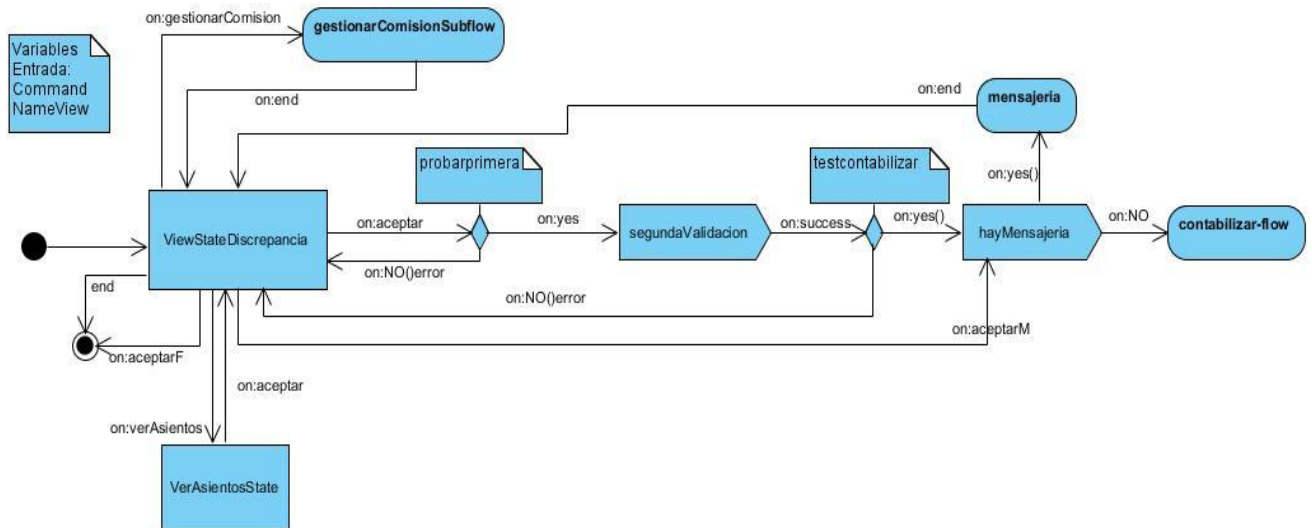 on:gestionarComision
gestionarComisionSubflow
Variables
Entrada:
Command
NameView
on:end
on:end
mensajeria
probarprimera
testcontabilizar
on:yes()
on:aceptar
on:yes
on:success
on:yes()
on:NO
ViewStateDiscrepancia
segundaValidacion
hayMensajeria
contabilizar-flow
on:NO()error
end
on:NO()error
on:aceptarM
on:aceptarF
on:aceptar
on:verAsientos
VerAsientosState